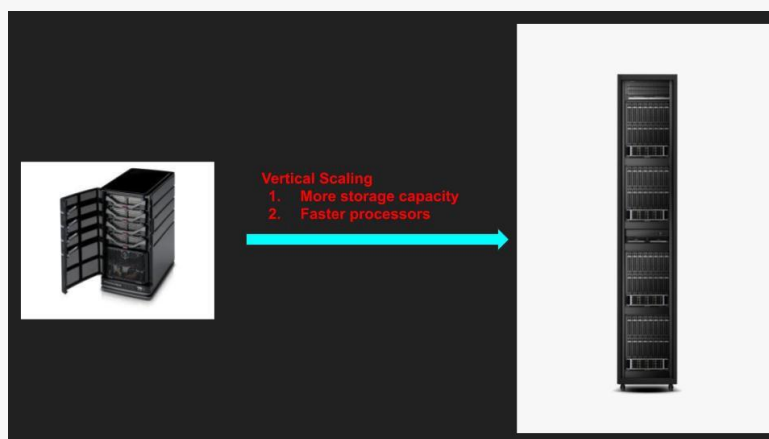 Vertical Scaling
1. More storage capacity
2. Faster processors